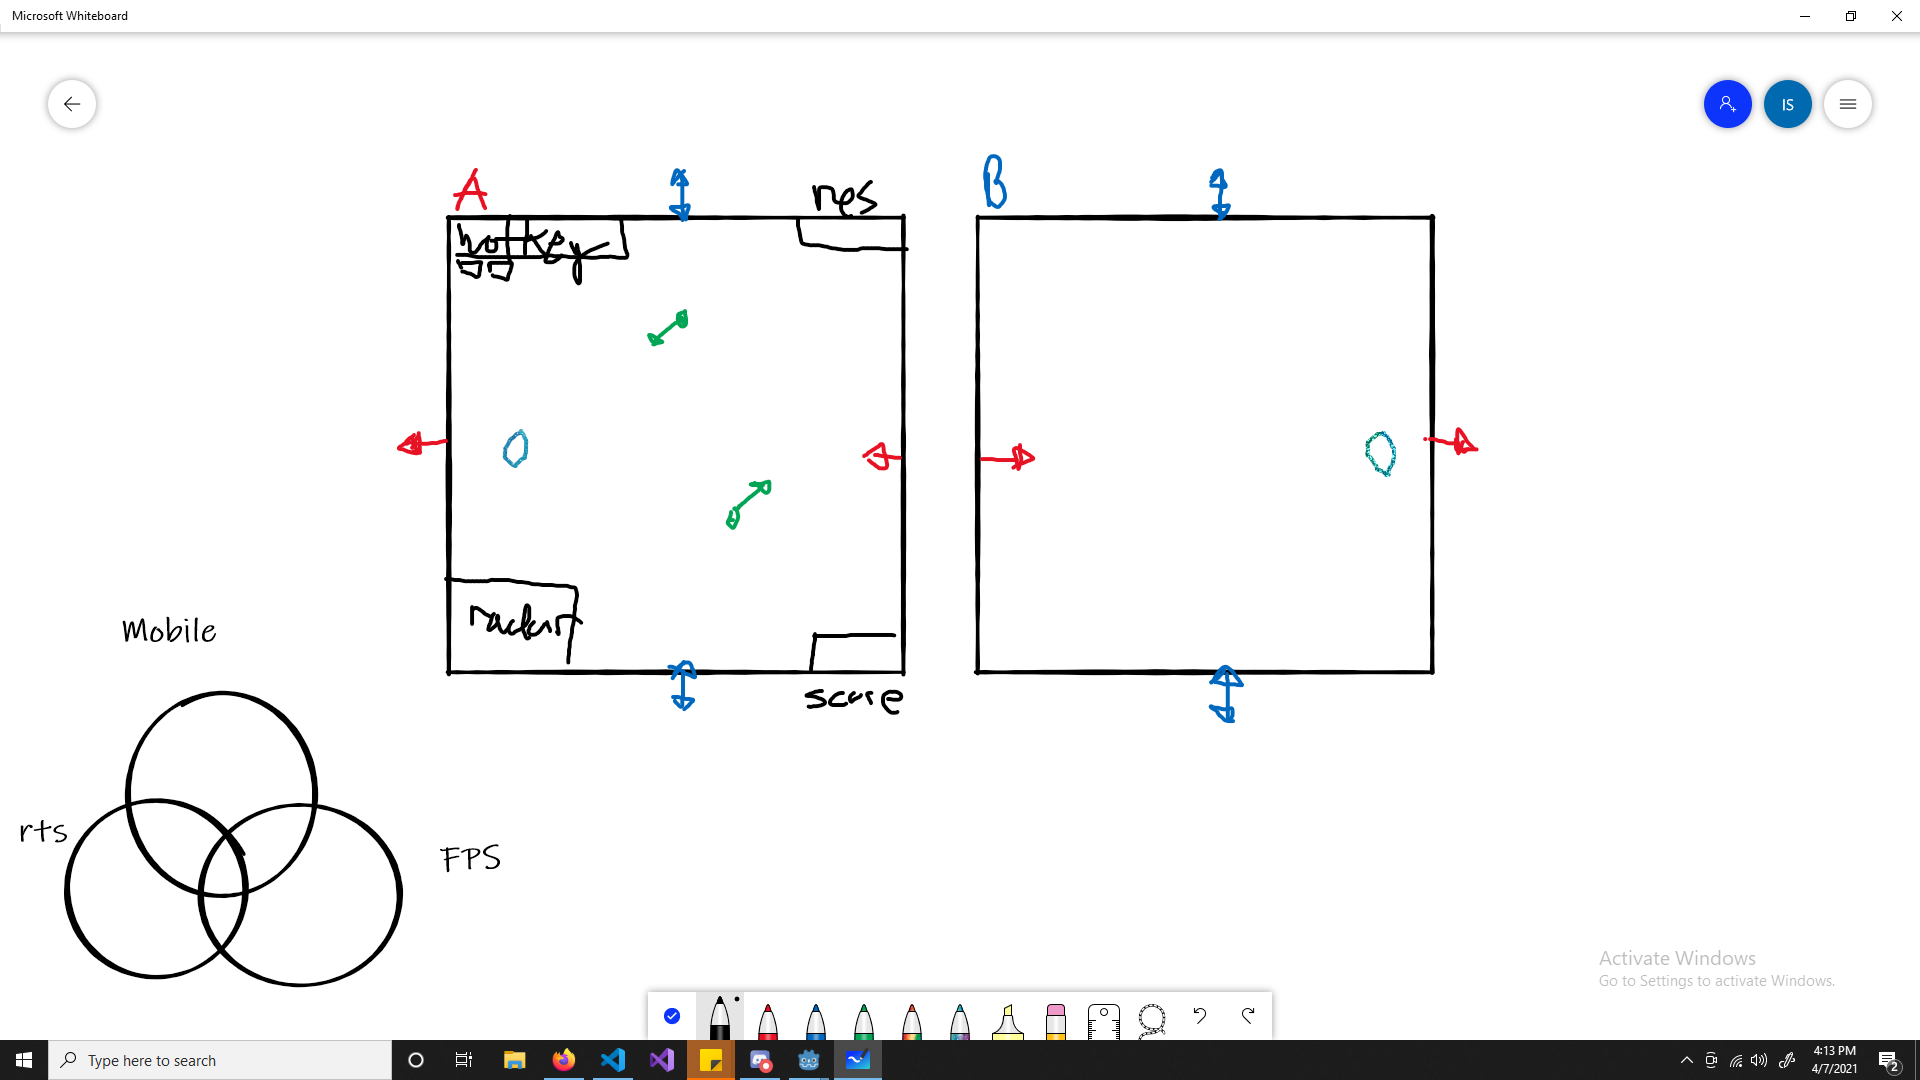 Microsoft Whiteboard
IS
A
res
B
hotkey
radar
score
Mobile
rts
FPS
Activate Windows
Go to Settings to activate Windows.
Type here to search
4:13 PM
4/7/2021
2